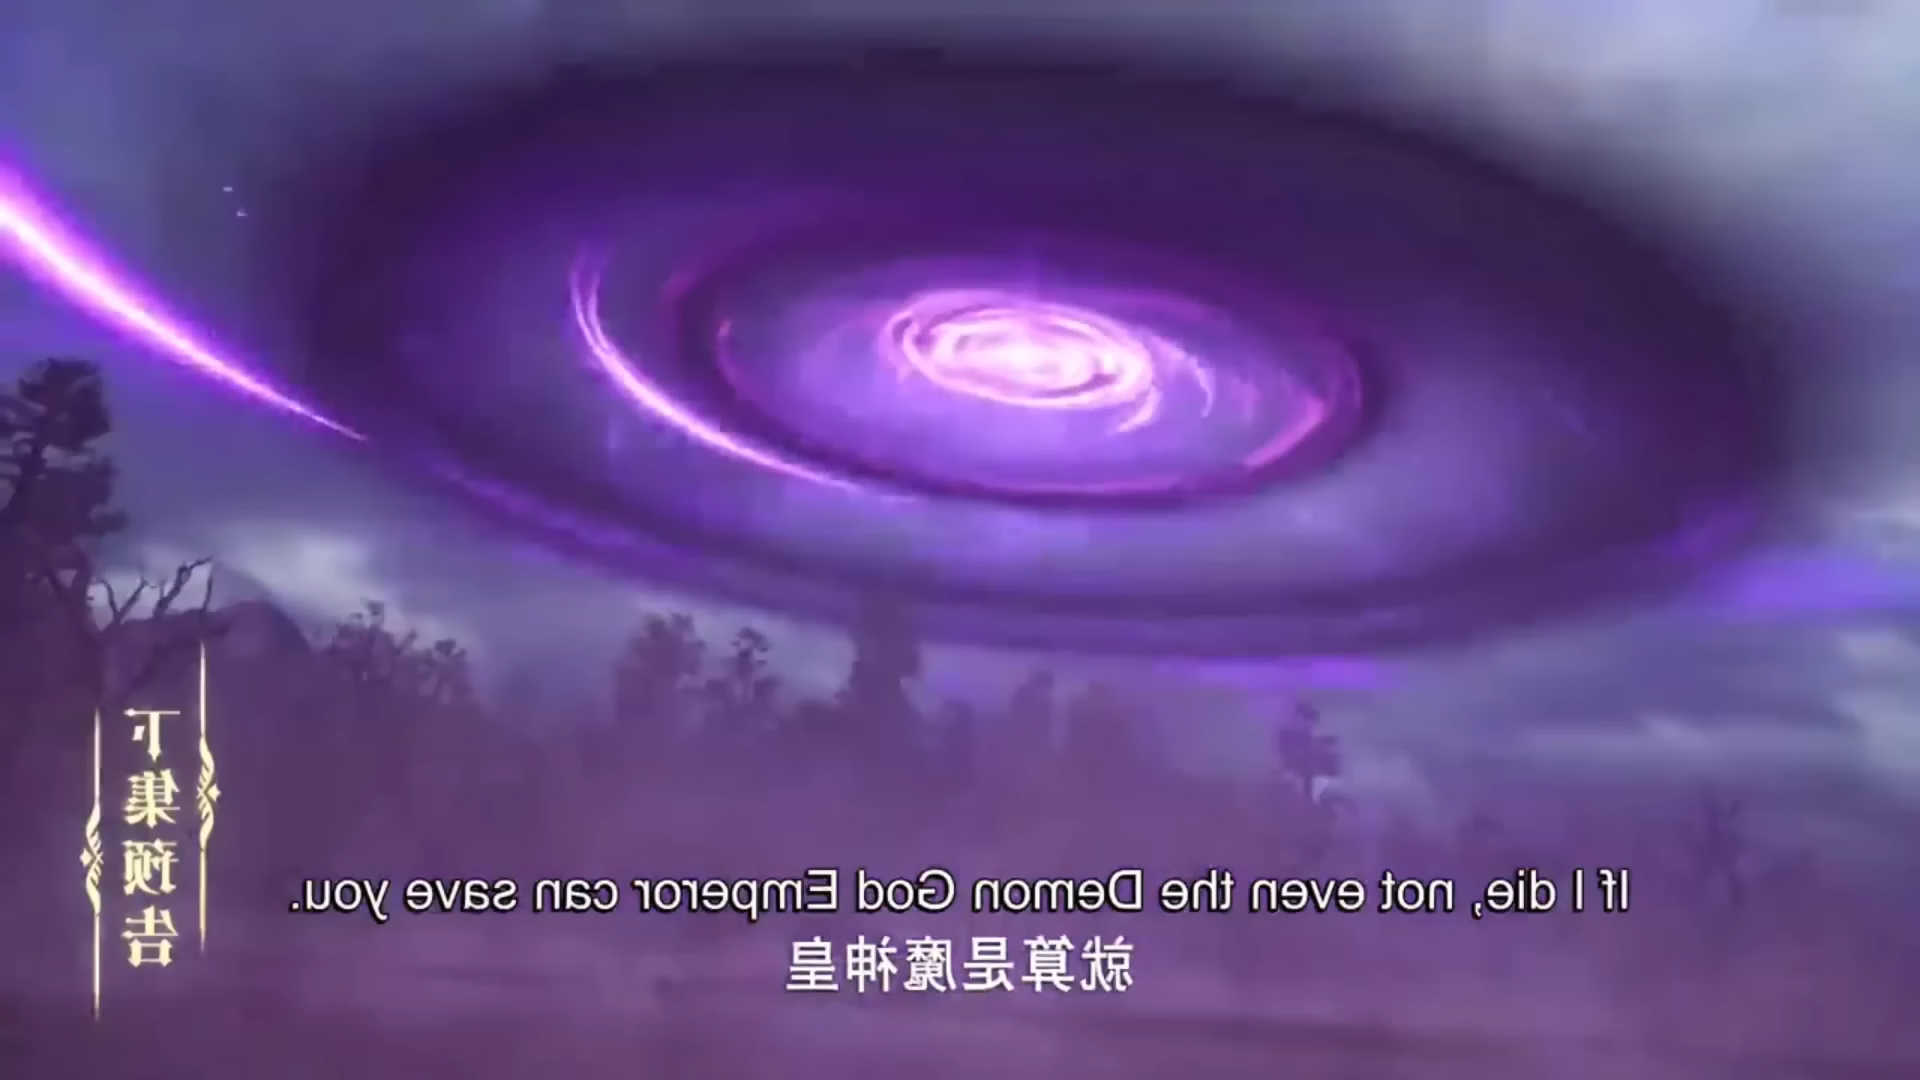 下集预告
If I die, not even the Demon God Emperor can save you.
就算是魔神皇